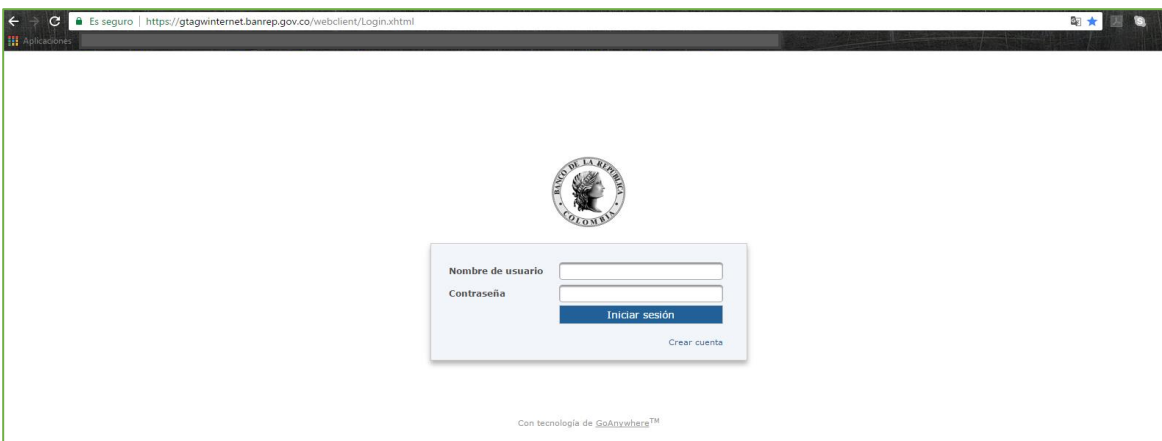 Es seguro | https://gtagwinternet.banrep.gov.co/webclient/Login.xhtml
Aplicaciones
BANCO DE LA REPUBLICA
COLOMBIA
Nombre de usuario
Contraseña
Iniciar sesión
Crear cuenta
Con tecnología de GoAnywhere™